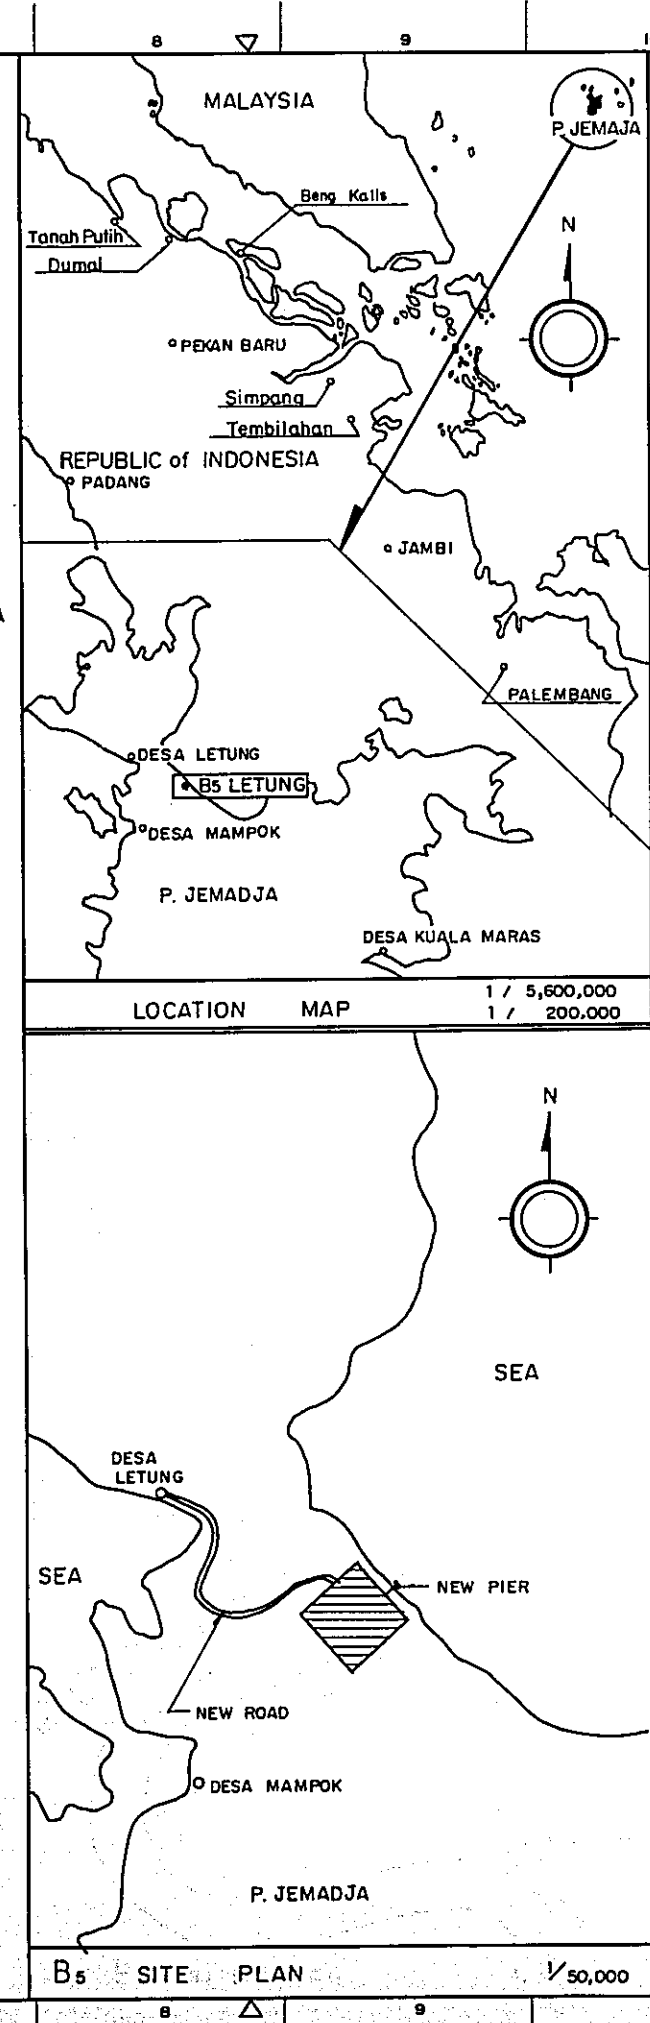 8
9
MALAYSIA
P. JEMAJA
Beng Kalis
N
Tanah Putih
Dumai
PEKAN BARU
Simpang
Tembilahan
REPUBLIC of INDONESIA
PADANG
JAMBI
PALEMBANG
DESA LETUNG
B5 LETUNG
DESA MAMPOK
P. JEMADJA
DESA KUALA MARAS
LOCATION MAP
1 / 5,600,000
1 / 200,000
N
SEA
DESA
LETUNG
SEA
NEW PIER
NEW ROAD
DESA MAMPOK
P. JEMADJA
B5 SITE PLAN
1/50,000
8
9